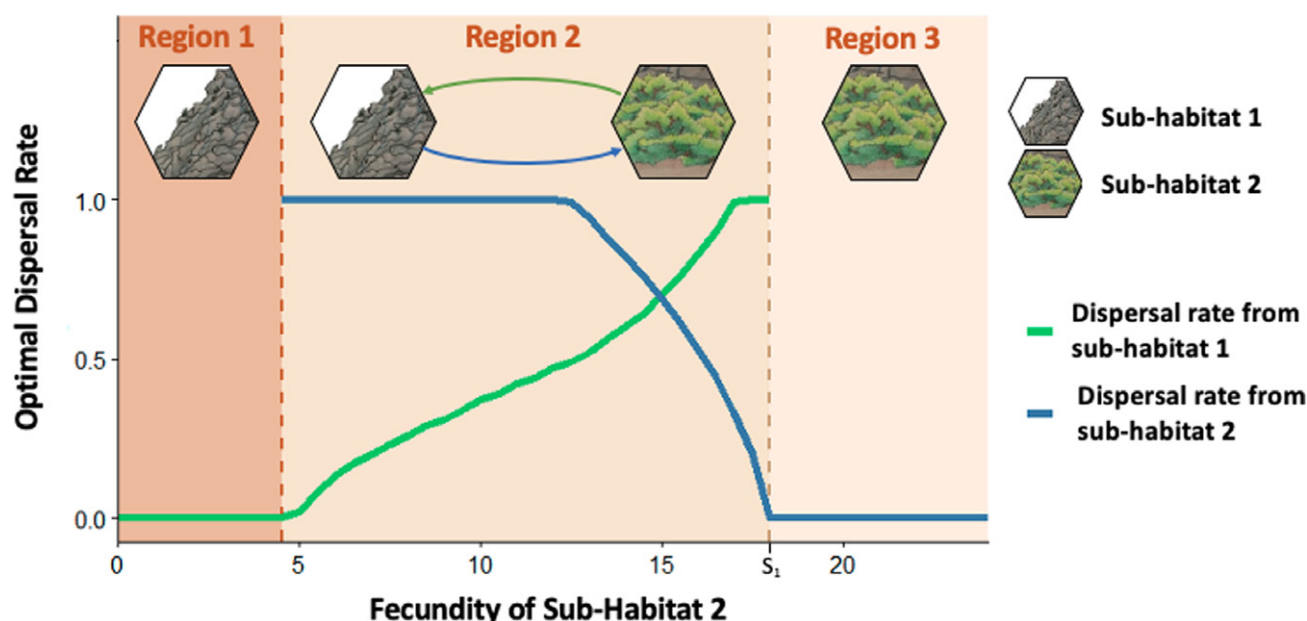 Region 1
Region 2
Region 3
Sub-habitat 1
Sub-habitat 2
Optimal Dispersal Rate
1.0
0.5
0.0
Dispersal rate from
sub-habitat 1
Dispersal rate from
sub-habitat 2
0
5
10
15
S₁
20
Fecundity of Sub-Habitat 2